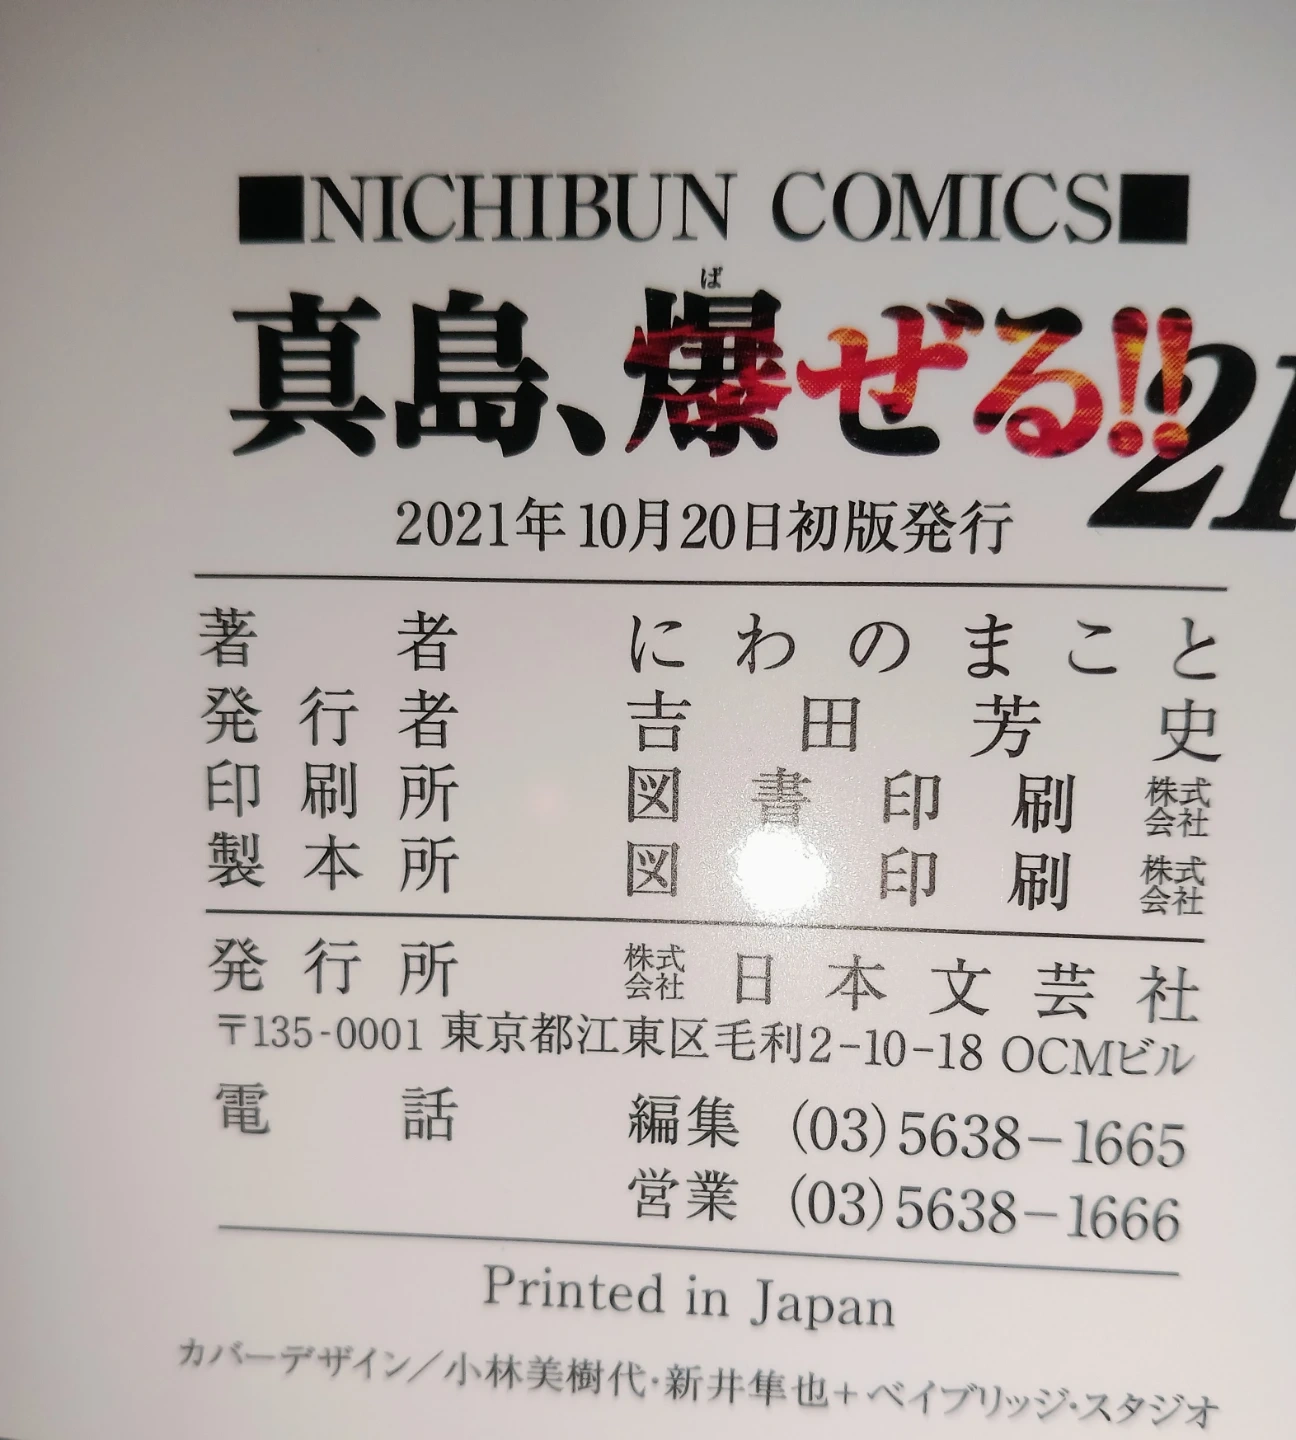 ■NICHIBUN COMICS■
ば
真島、爆ぜる!! 21
2021年10月20日初版発行
著者 にわのまこと
発行者 吉田芳史
印刷所 図書印刷株式会社
製本所 図 印刷株式会社
発行所 株式会社日本文芸社
〒135-0001 東京都江東区毛利2-10-18 OCMビル
電話 編集 (03)5638-1665
営業 (03)5638-1666
Printed in Japan
カバーデザイン/小林美樹代・新井隼也+ベイブリッジ・スタジオ